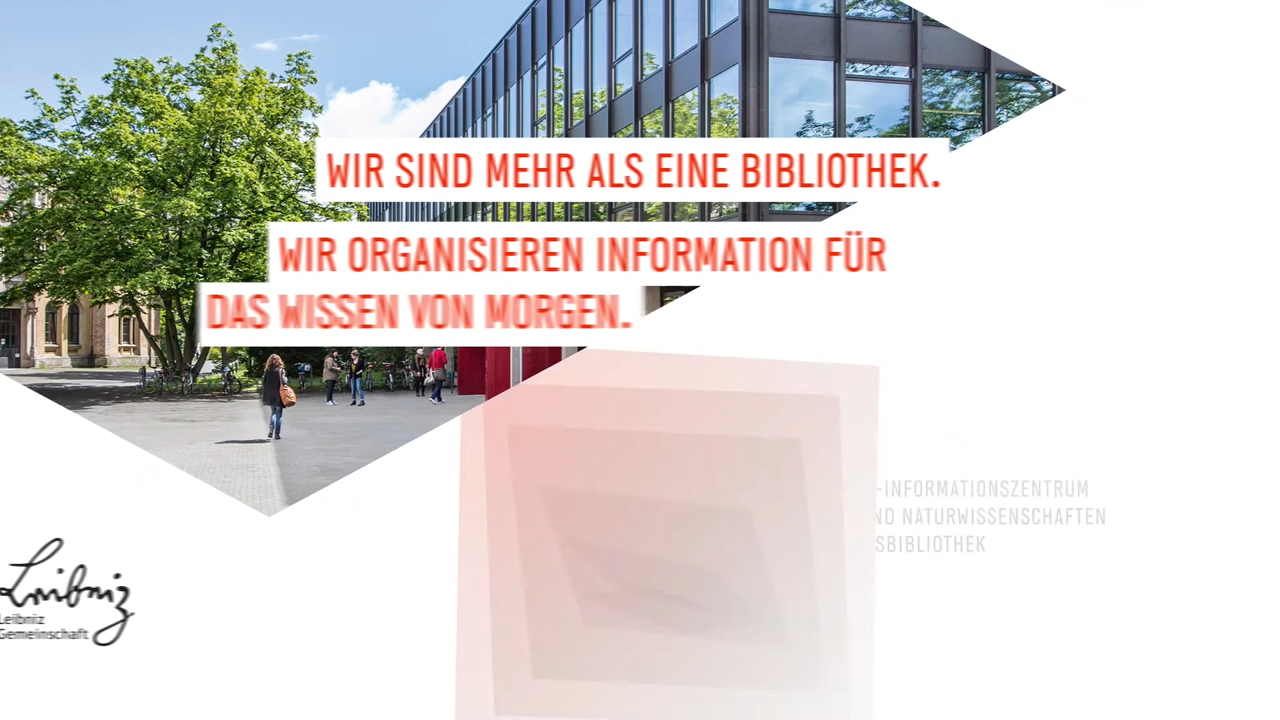 WIR SIND MEHR ALS EINE BIBLIOTHEK.
WIR ORGANISIEREN INFORMATION FÜR
DAS WISSEN VON MORGEN.
-INFORMATIONSZENTRUM
ND NATURWISSENSCHAFTEN
SBIBLIOTHEK
Leibniz
Leibniz
Gemeinschaft